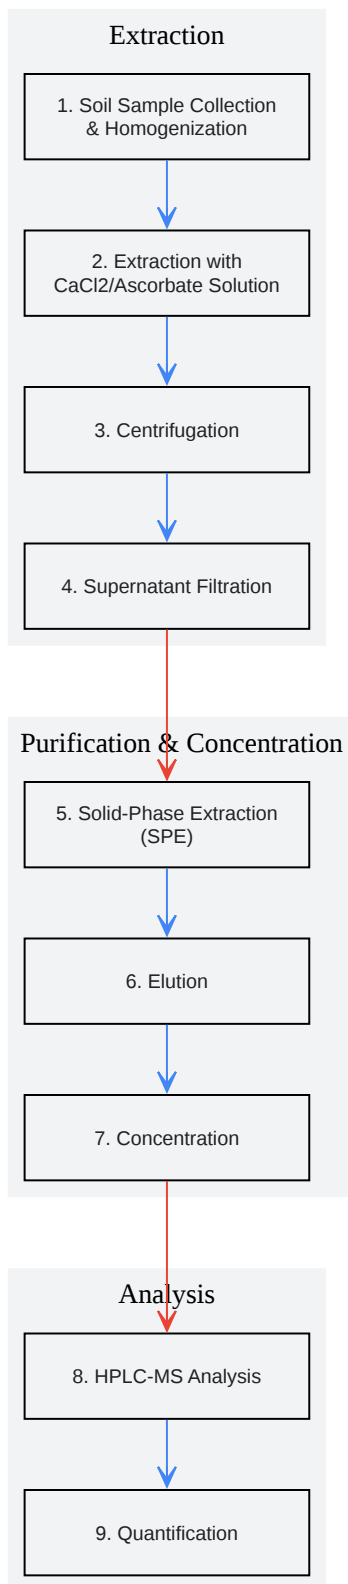 Extraction
1. Soil Sample Collection
& Homogenization
2. Extraction with
CaCl2/Ascorbate Solution
3. Centrifugation
4. Supernatant Filtration
Purification & Concentration
5. Solid-Phase Extraction
(SPE)
6. Elution
7. Concentration
Analysis
8. HPLC-MS Analysis
9. Quantification